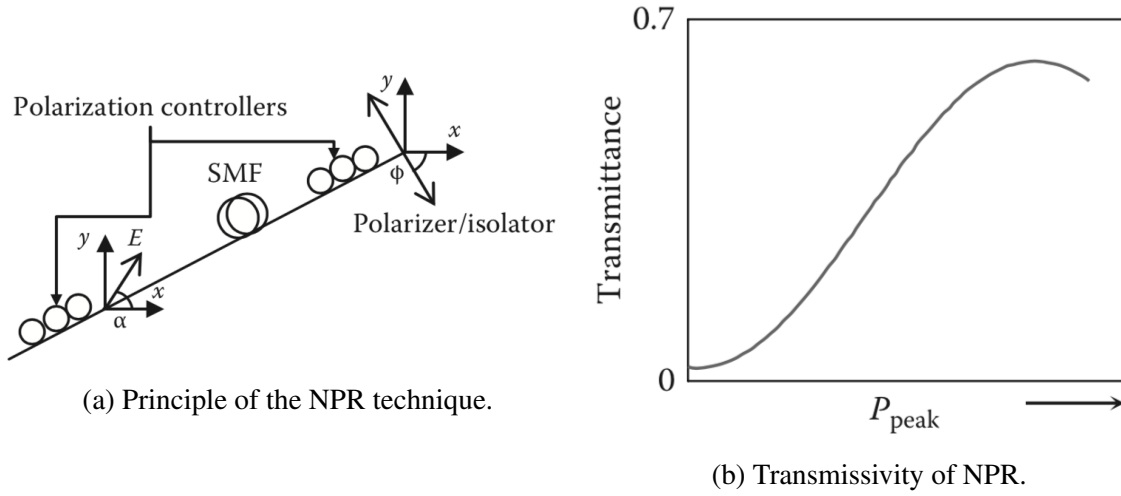 Polarization controllers
SMF
y
x
ϕ
Polarizer/isolator
y
E
x
α
(a) Principle of the NPR technique.
0.7
Transmittance
0
P_peak
(b) Transmissivity of NPR.